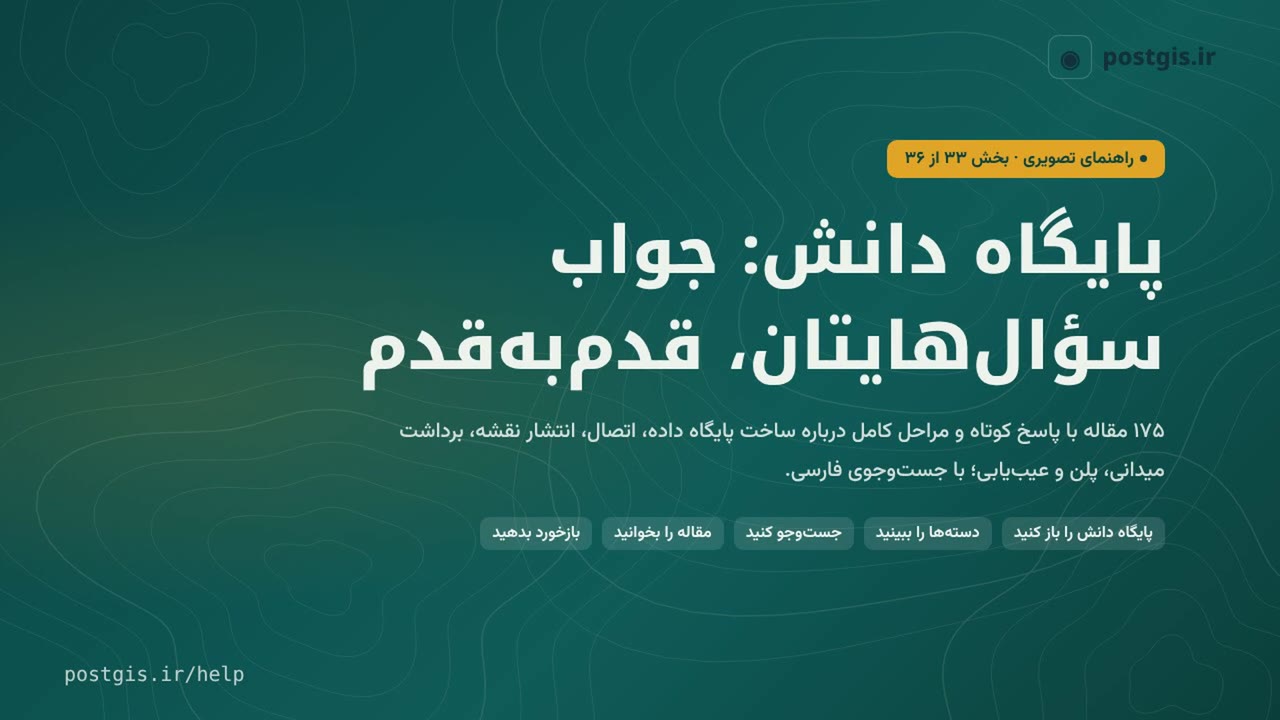 postgis.ir
راهنمای تصویری · بخش ۳۳ از ۳۶
پایگاه دانش: جواب
سؤال‌هایتان، قدم‌به‌قدم
۱۷۵ مقاله با پاسخ کوتاه و مراحل کامل درباره ساخت پایگاه داده، اتصال، انتشار نقشه، برداشت
میدانی، پلن و عیب‌یابی؛ با جست‌وجوی فارسی.
پایگاه دانش را باز کنید
دسته‌ها را ببینید
جست‌وجو کنید
مقاله را بخوانید
بازخورد بدهید
postgis.ir/help